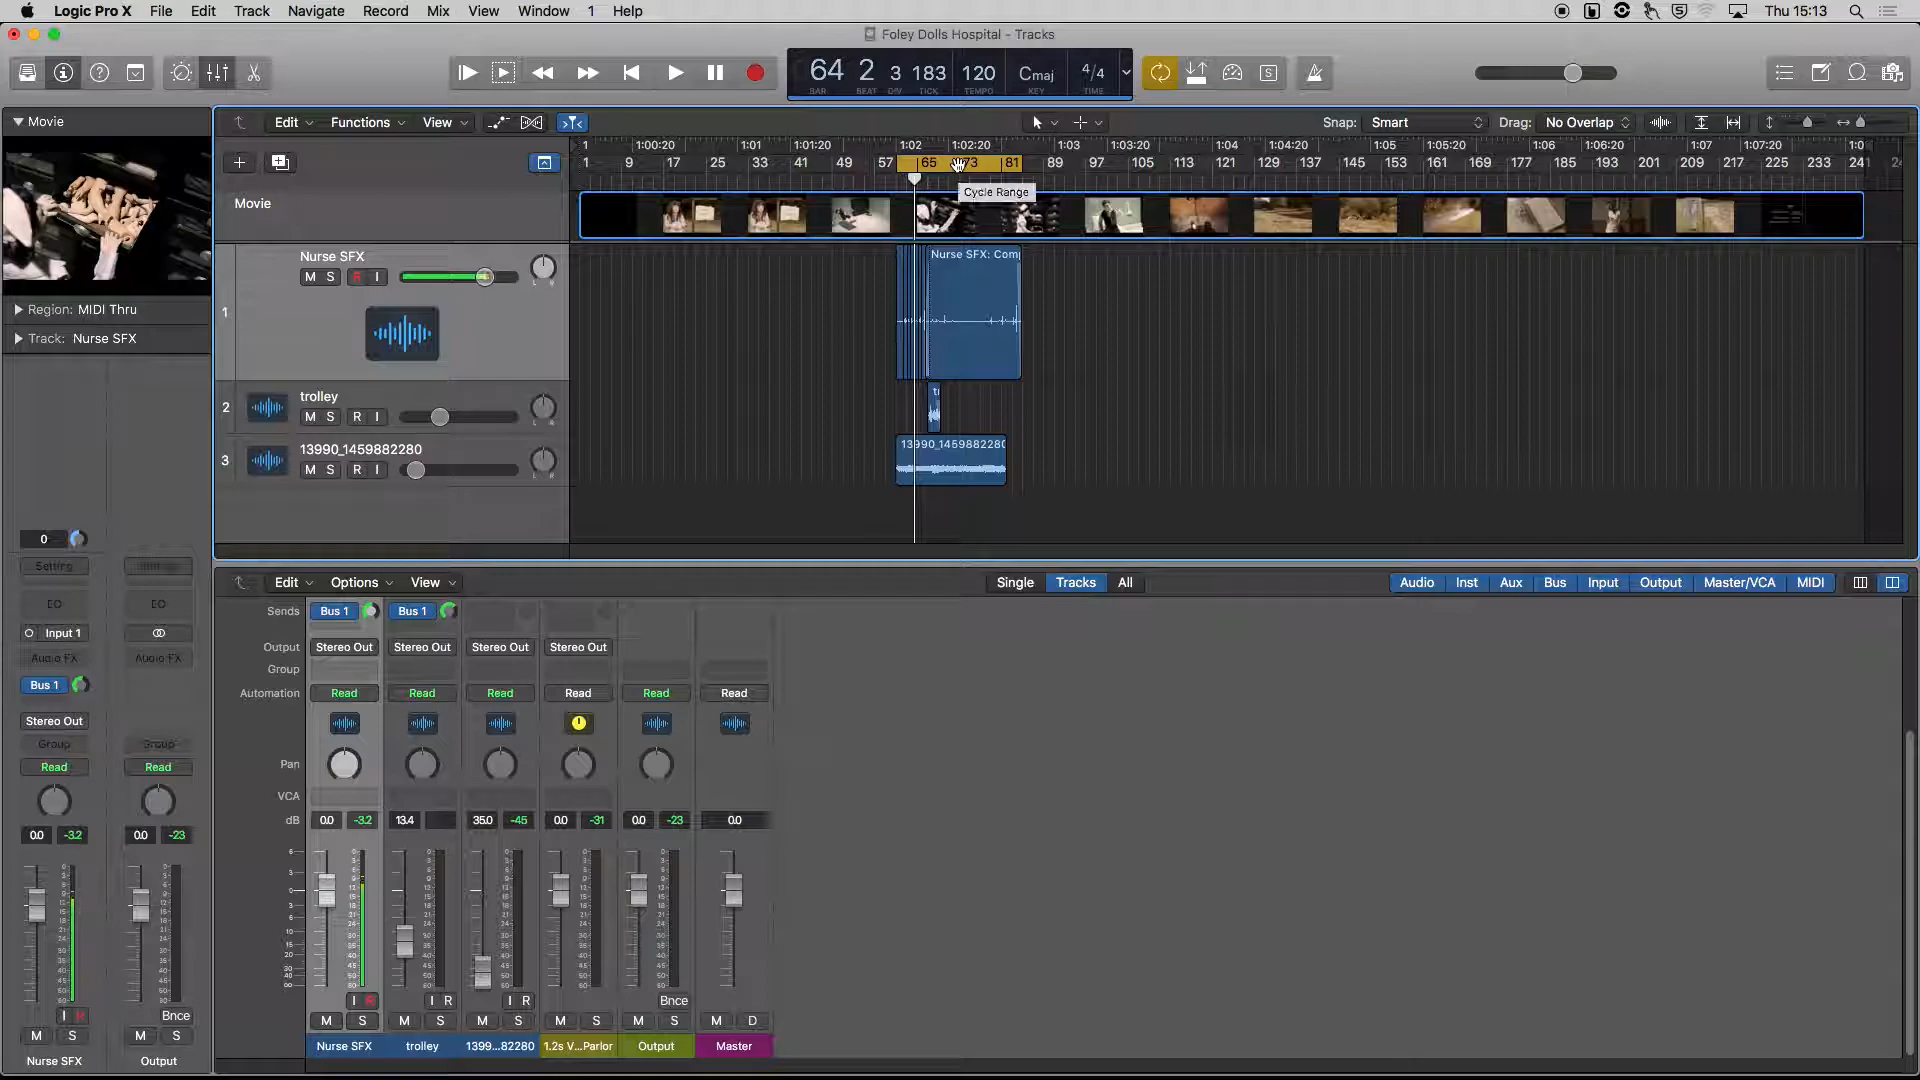 Logic Pro X File Edit Track Navigate Record Mix View Window 1 Help Thu 15:13
Foley Dolls Hospital - Tracks
64 2 3 183 120 Cmaj 4/4
BAR BEAT DIV TICK TEMPO KEY TIME
S
Movie
Edit Functions View Snap: Smart Drag: No Overlap
1 1:00:20 1:01 1:01:20 1:02 1:02:20 1:03 1:03:20 1:04 1:04:20 1:05 1:05:20 1:06 1:06:20 1:07 1:07:20 1:0
1 9 17 25 33 41 49 57 65 73 81 89 97 105 113 121 129 137 145 153 161 169 177 185 193 201 209 217 225 233 241
Cycle Range
Movie
1 Nurse SFX
M S R I
L R
Nurse SFX: Comp
Region: MIDI Thru
Track: Nurse SFX
2 trolley
M S R I
L R
3 13990_1459882280
M S R I
L R
13990_1459882280
Edit Options View Single Tracks All Audio Inst Aux Bus Input Output Master/VCA MIDI
0
Setting
EQ EQ
Input 1
Audio FX Audio FX
Bus 1
Stereo Out
Group Group
Read Read
0.0 -3.2 0.0 -23
I R Bnce
M S M S
Nurse SFX Output
Sends Bus 1 Bus 1
Output Stereo Out Stereo Out Stereo Out Stereo Out
Group
Automation Read Read Read Read Read Read
Pan
VCA
dB 0.0 -3.2 13.4 35.0 -45 0.0 -31 0.0 -23 0.0
I R I R I R Bnce
M S M S M S M S M S M D
Nurse SFX trolley 1399...82280 1.2s V...Parlor Output Master